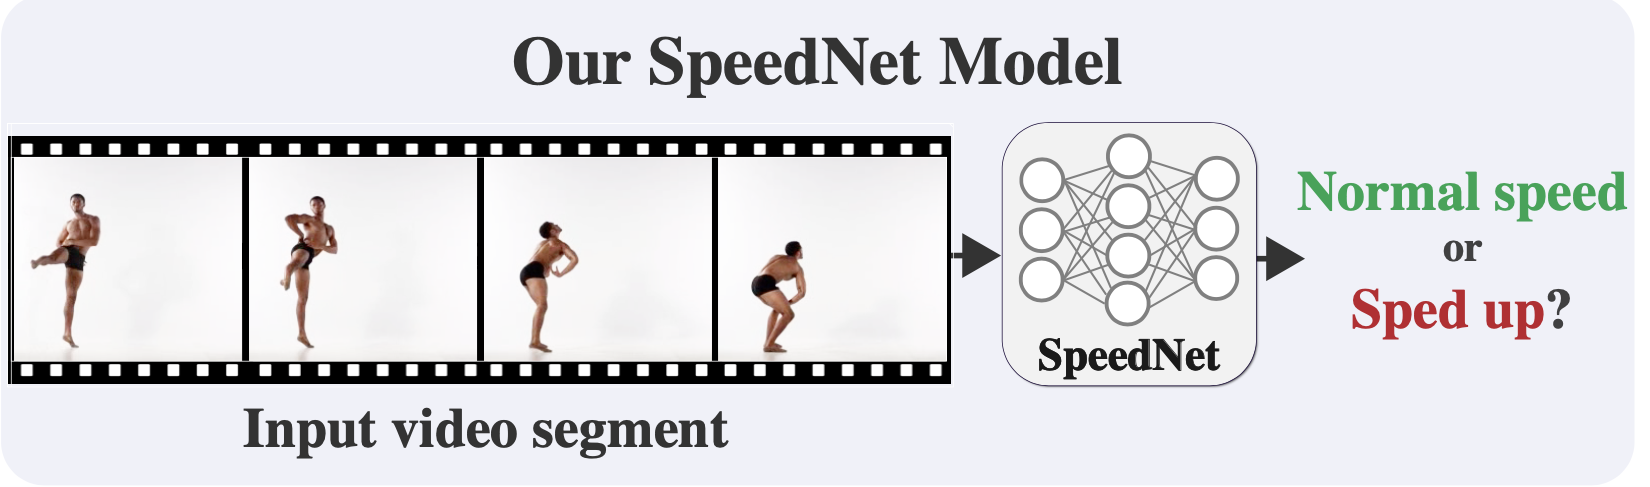 Our SpeedNet Model
Normal speed
or
Sped up?
SpeedNet
Input video segment